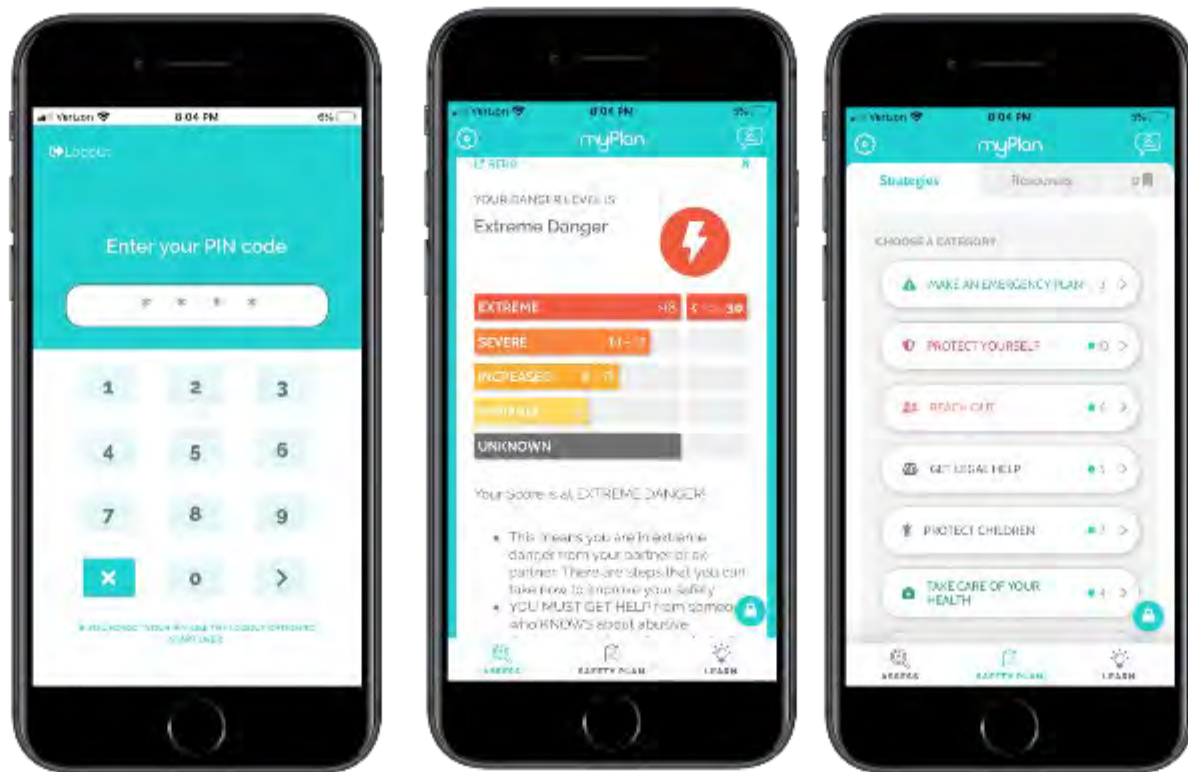 Verizon 8:04 PM 6%
Logout
Enter your PIN code
* * * *
1 2 3
4 5 6
7 8 9
0 >
Verizon 8:04 PM 5%
myPlan
YOUR DANGER LEVEL IS
Extreme Danger
EXTREME
SEVERE
INCREASED
UNKNOWN
Your Score is at EXTREME DANGER!
• This means you are in extreme
danger from your partner or ex
partner. There are steps that you can
take now to improve your safety
• YOU MUST GET HELP from
who KNOWS about abusive
ASSESS SAFETY PLAN LEARN
Verizon 8:04 PM 5%
myPlan
Strategies Resources
CHOOSE A CATEGORY
MAKE AN EMERGENCY PLAN
PROTECT YOURSELF
REACH OUT
GET LEGAL HELP
PROTECT CHILDREN
TAKE CARE OF YOUR
HEALTH
ASSESS SAFETY PLAN LEARN